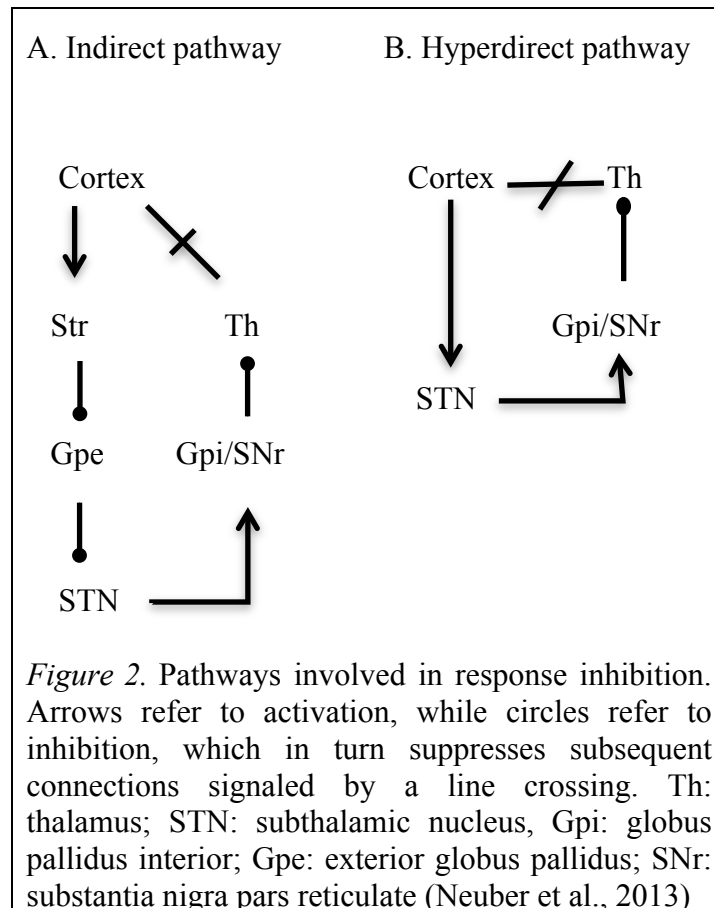 A. Indirect pathway B. Hyperdirect pathway
Cortex Cortex Th
Str Th Gpi/SNr
STN
Gpe Gpi/SNr
STN
Figure 2. Pathways involved in response inhibition.
Arrows refer to activation, while circles refer to
inhibition, which in turn suppresses subsequent
connections signaled by a line crossing. Th:
thalamus; STN: subthalamic nucleus, Gpi: globus
pallidus interior; Gpe: exterior globus pallidus; SNr:
substantia nigra pars reticulate (Neuber et al., 2013)